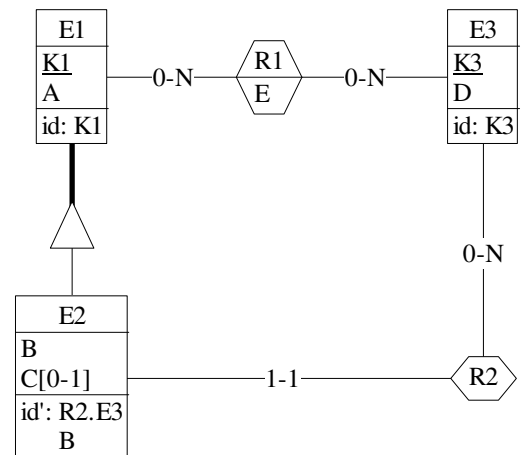 E1
K1
A
id: K1
0-N
R1
E
0-N
E3
K3
D
id: K3
0-N
E2
B
C[0-1]
id': R2.E3
B
1-1
R2